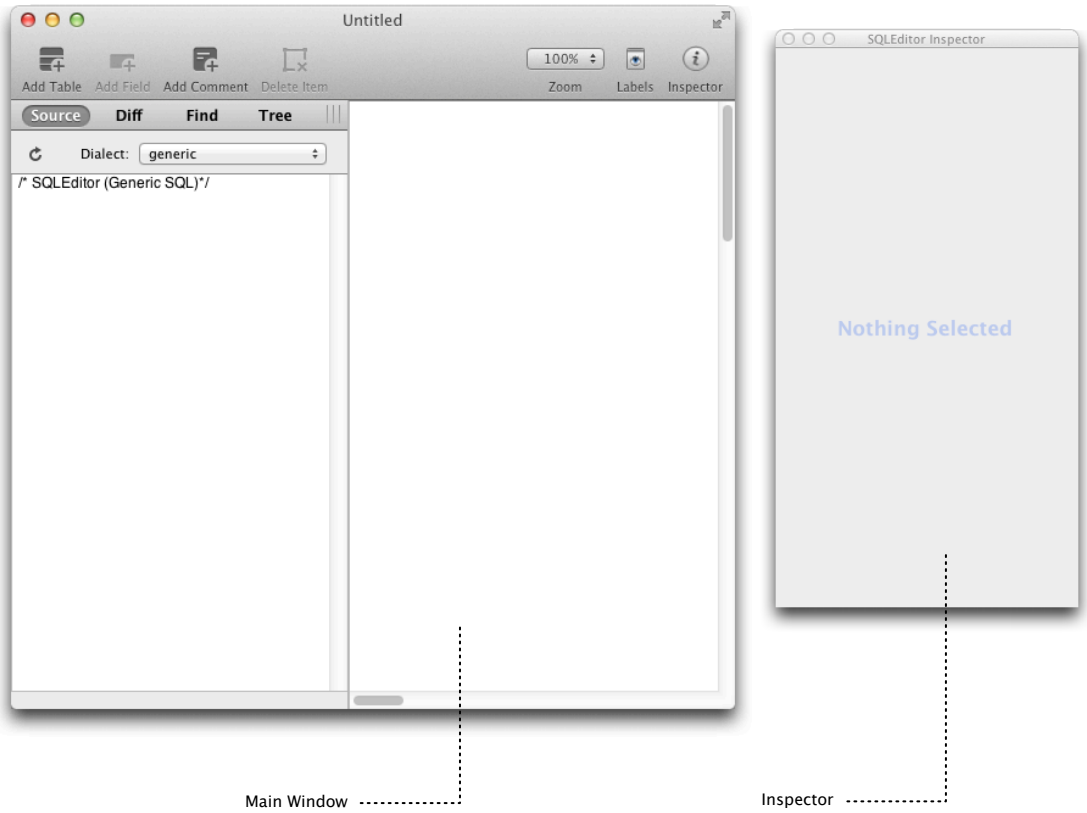 Untitled
Add Table Add Field Add Comment Delete Item
100%
Zoom Labels Inspector
Source Diff Find Tree
Dialect: generic
/* SQLEditor (Generic SQL)*/
SQLEditor Inspector
Nothing Selected
Main Window
Inspector